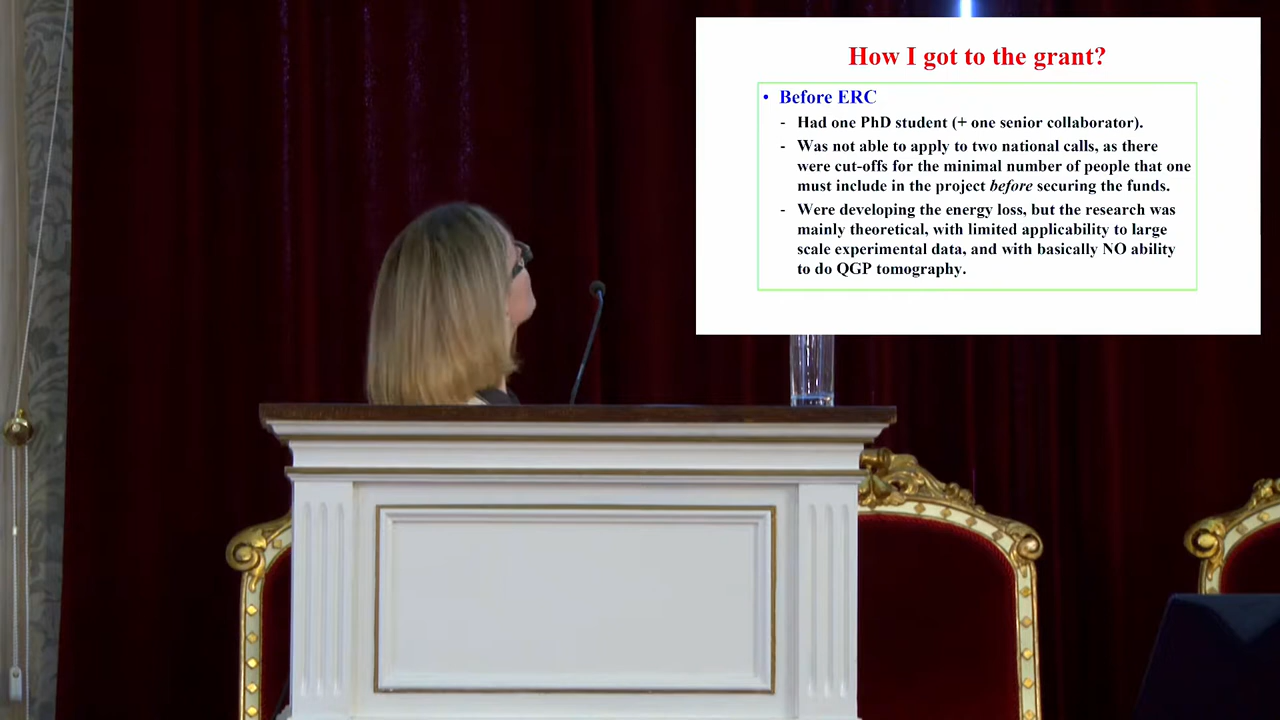 How I got to the grant?
• Before ERC
- Had one PhD student (+ one senior collaborator).
- Was not able to apply to two national calls, as there
were cut-offs for the minimal number of people that one
must include in the project before securing the funds.
- Were developing the energy loss, but the research was
mainly theoretical, with limited applicability to large
scale experimental data, and with basically NO ability
to do QGP tomography.